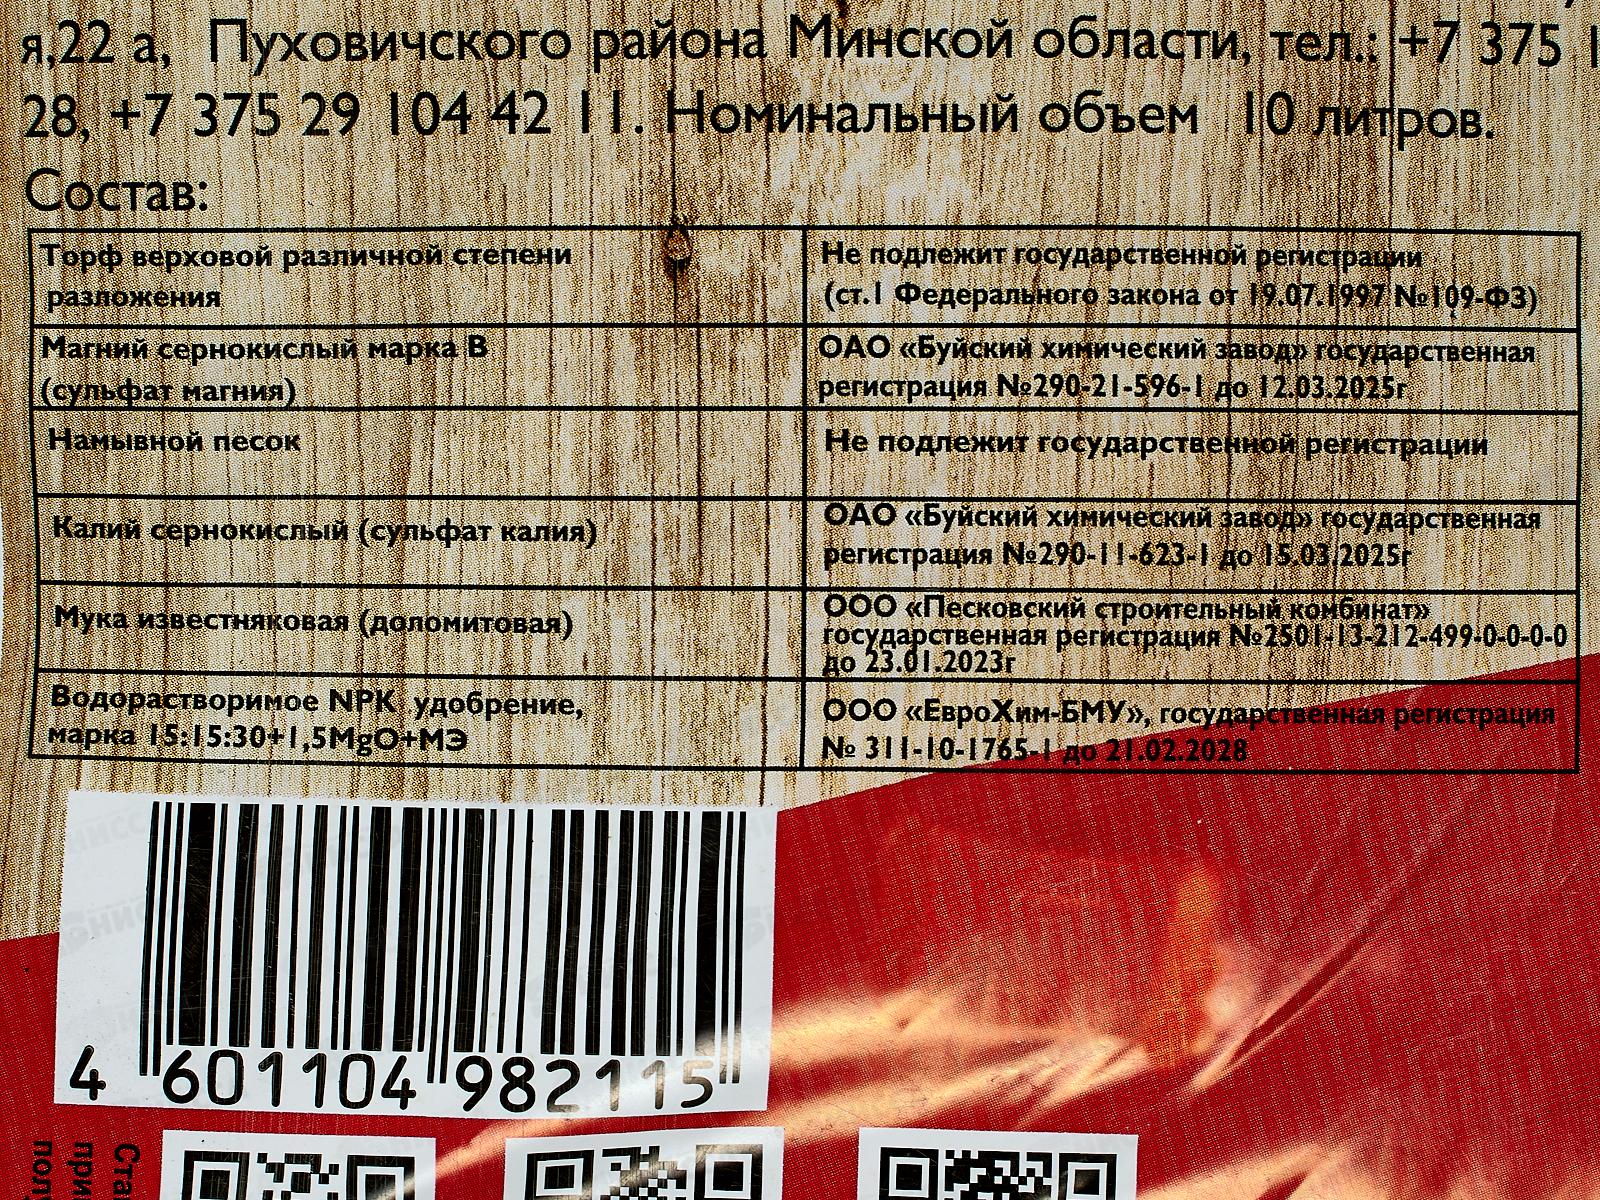 я,22 а, Пуховичского района Минской области, тел.: +7 375 1
28, +7 375 29 104 42 11. Номинальный объем 10 литров.
Состав:
Торф верховой различной степени
разложения
Не подлежит государственной регистрации
(ст.1 Федерального закона от 19.07.1997 №109-ФЗ)
Магний сернокислый марка В
(сульфат магния)
ОАО «Буйский химический завод» государственная
регистрация №290-21-596-1 до 12.03.2025г
Намывной песок
Не подлежит государственной регистрации
Калий сернокислый (сульфат калия)
ОАО «Буйский химический завод» государственная
регистрация №290-11-623-1 до 15.03.2025г
Мука известняковая (доломитовая)
ООО «Песковский строительный комбинат»
государственная регистрация №2501-13-212-499-0-0-0-0
до 23.01.2023г
Водорастворимое NPK удобрение,
марка 15:15:30+1,5MgO+МЭ
ООО «ЕвроХим-БМУ», государственная регистрация
№ 311-10-1765-1 до 21.02.2028
4 601104 982115